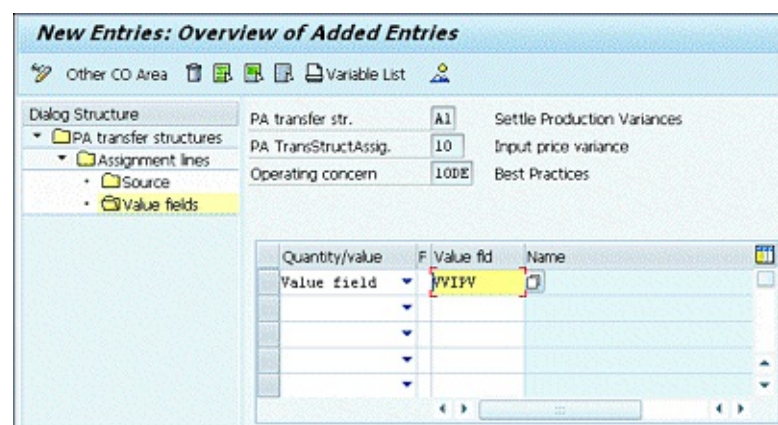 New Entries: Overview of Added Entries
Other CO Area Variable List
Dialog Structure
PA transfer structures
Assignment lines
Source
Value fields
PA transfer str. A1 Settle Production Variances
PA TransStructAssig. 10 Input price variance
Operating concern 10DE Best Practices
Quantity/value F Value fld Name
Value field VVIPV